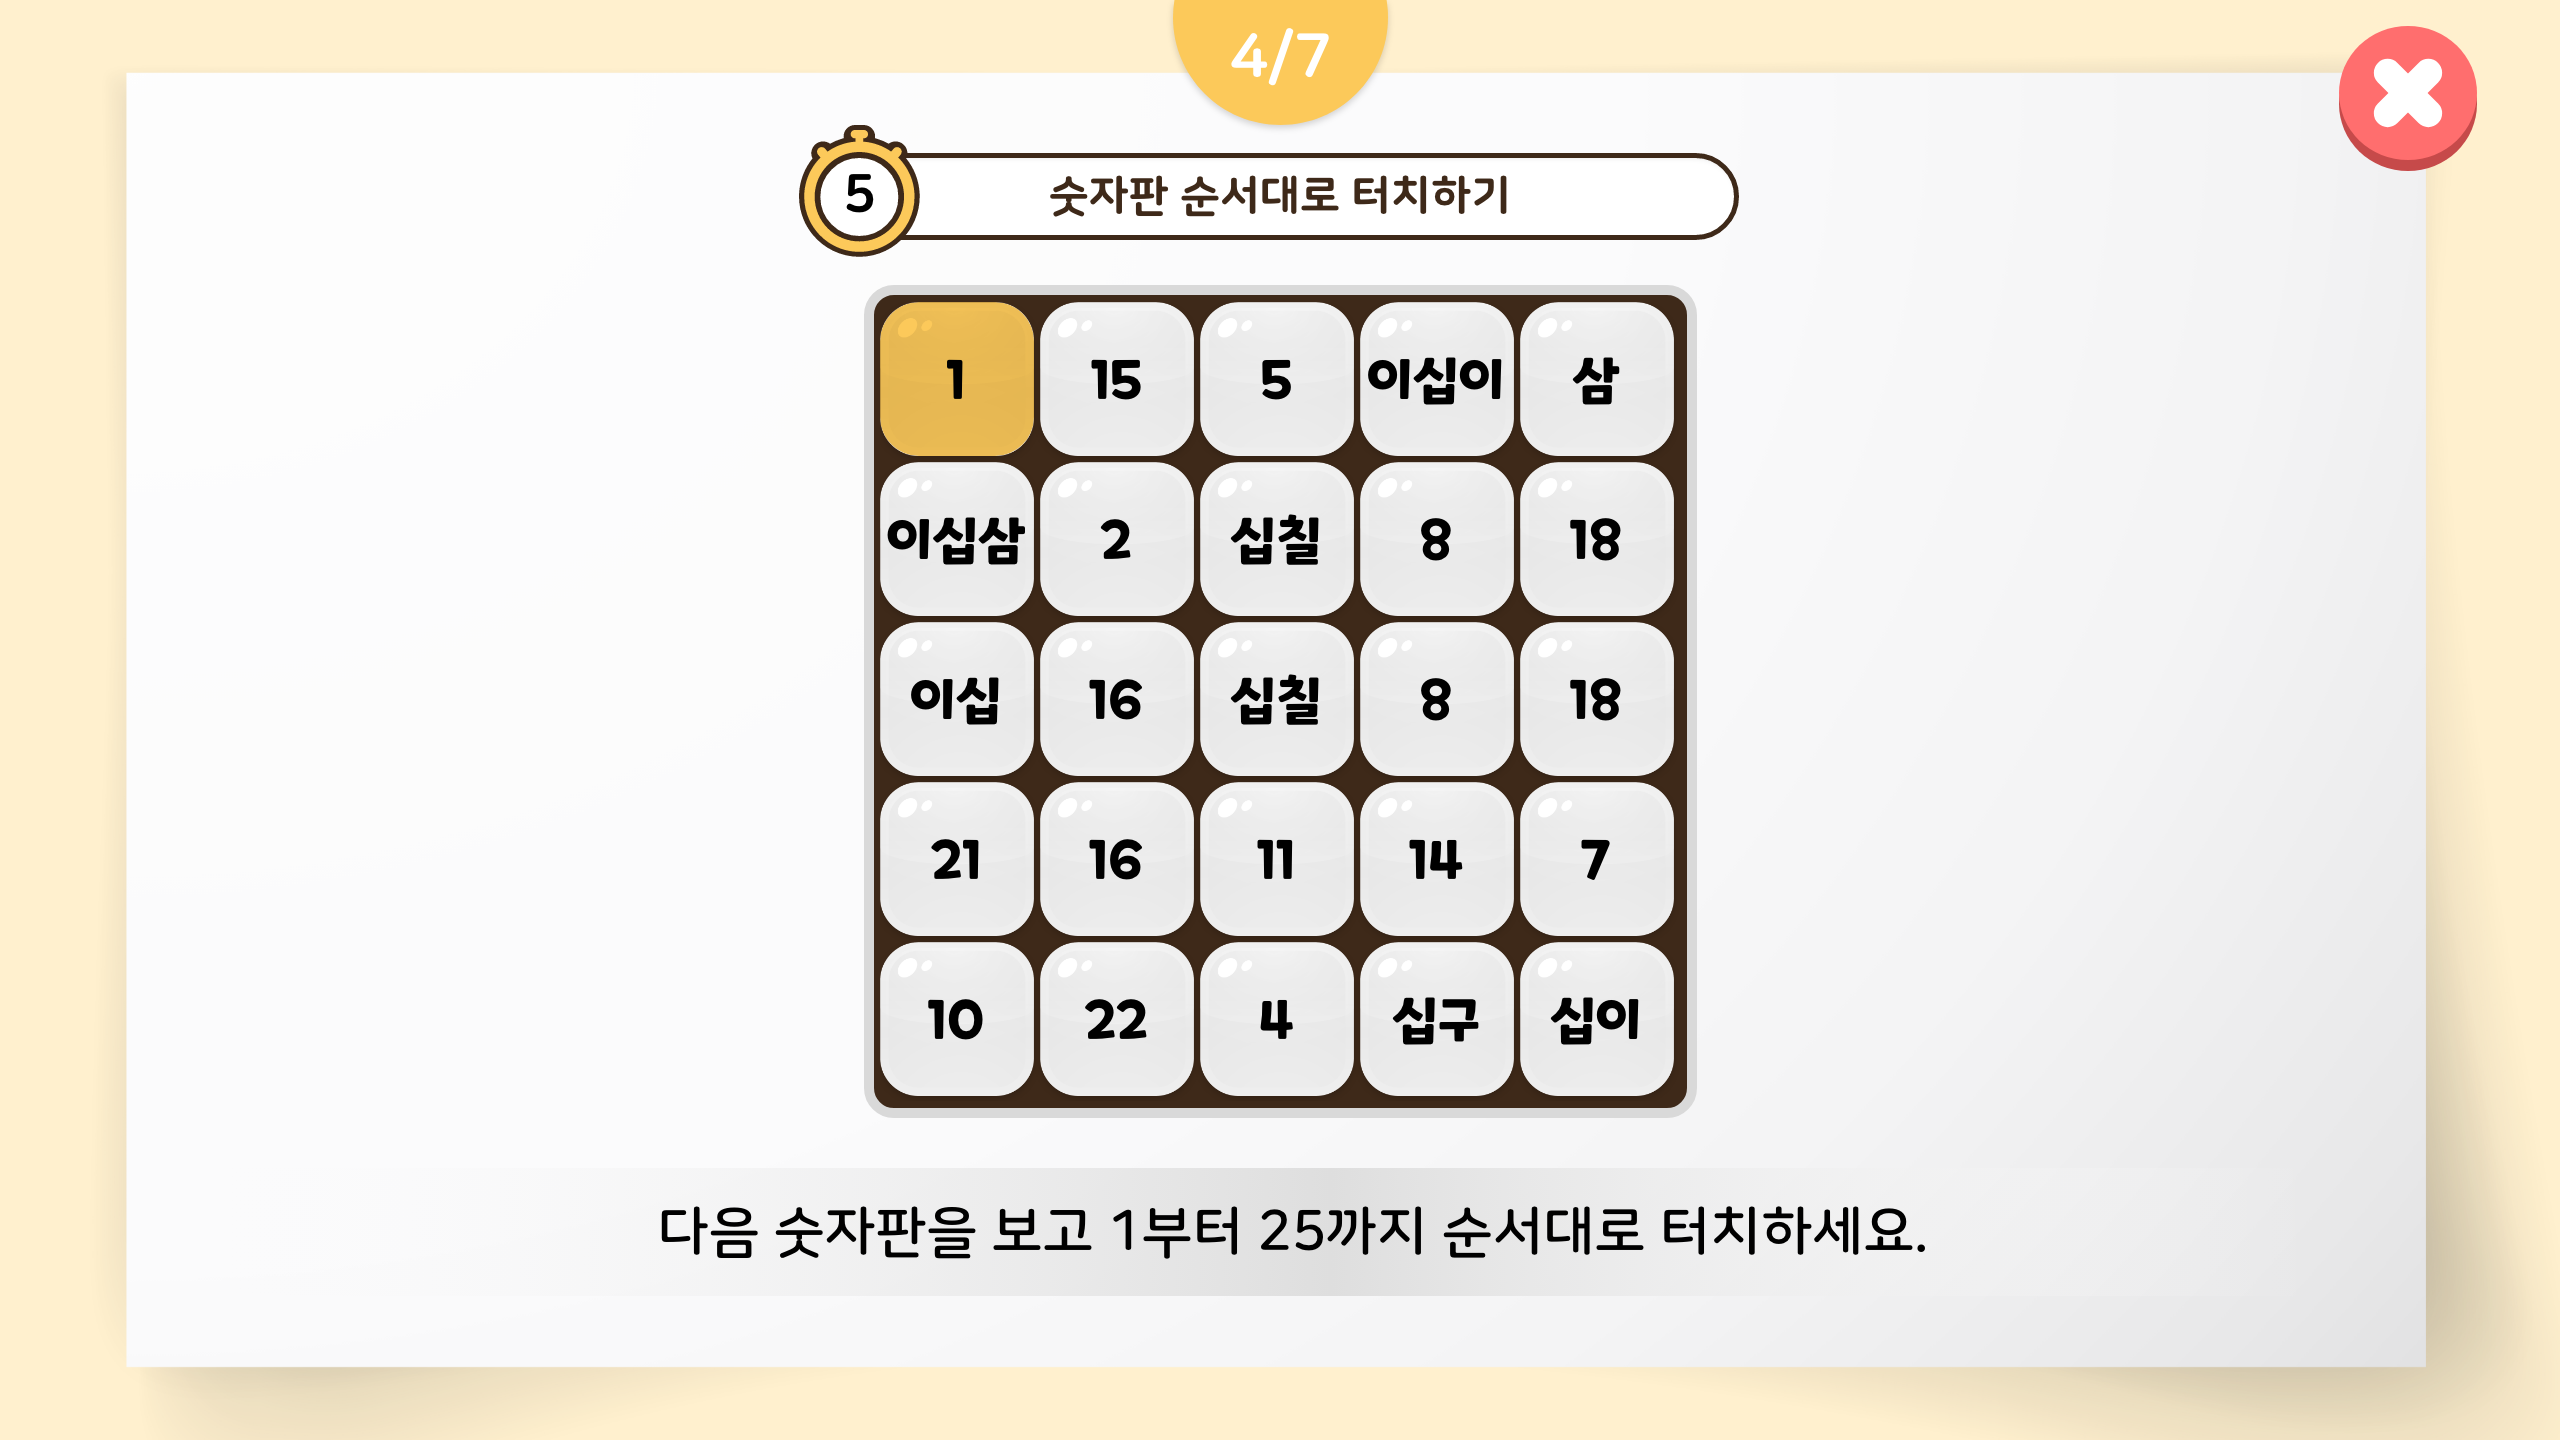 4/7
5
숫자판 순서대로 터치하기
1 15 5 이십이 삼
이십삼 2 십칠 8 18
이십 16 십칠 8 18
21 16 11 14 7
10 22 4 십구 십이
다음 숫자판을 보고 1부터 25까지 순서대로 터치하세요.